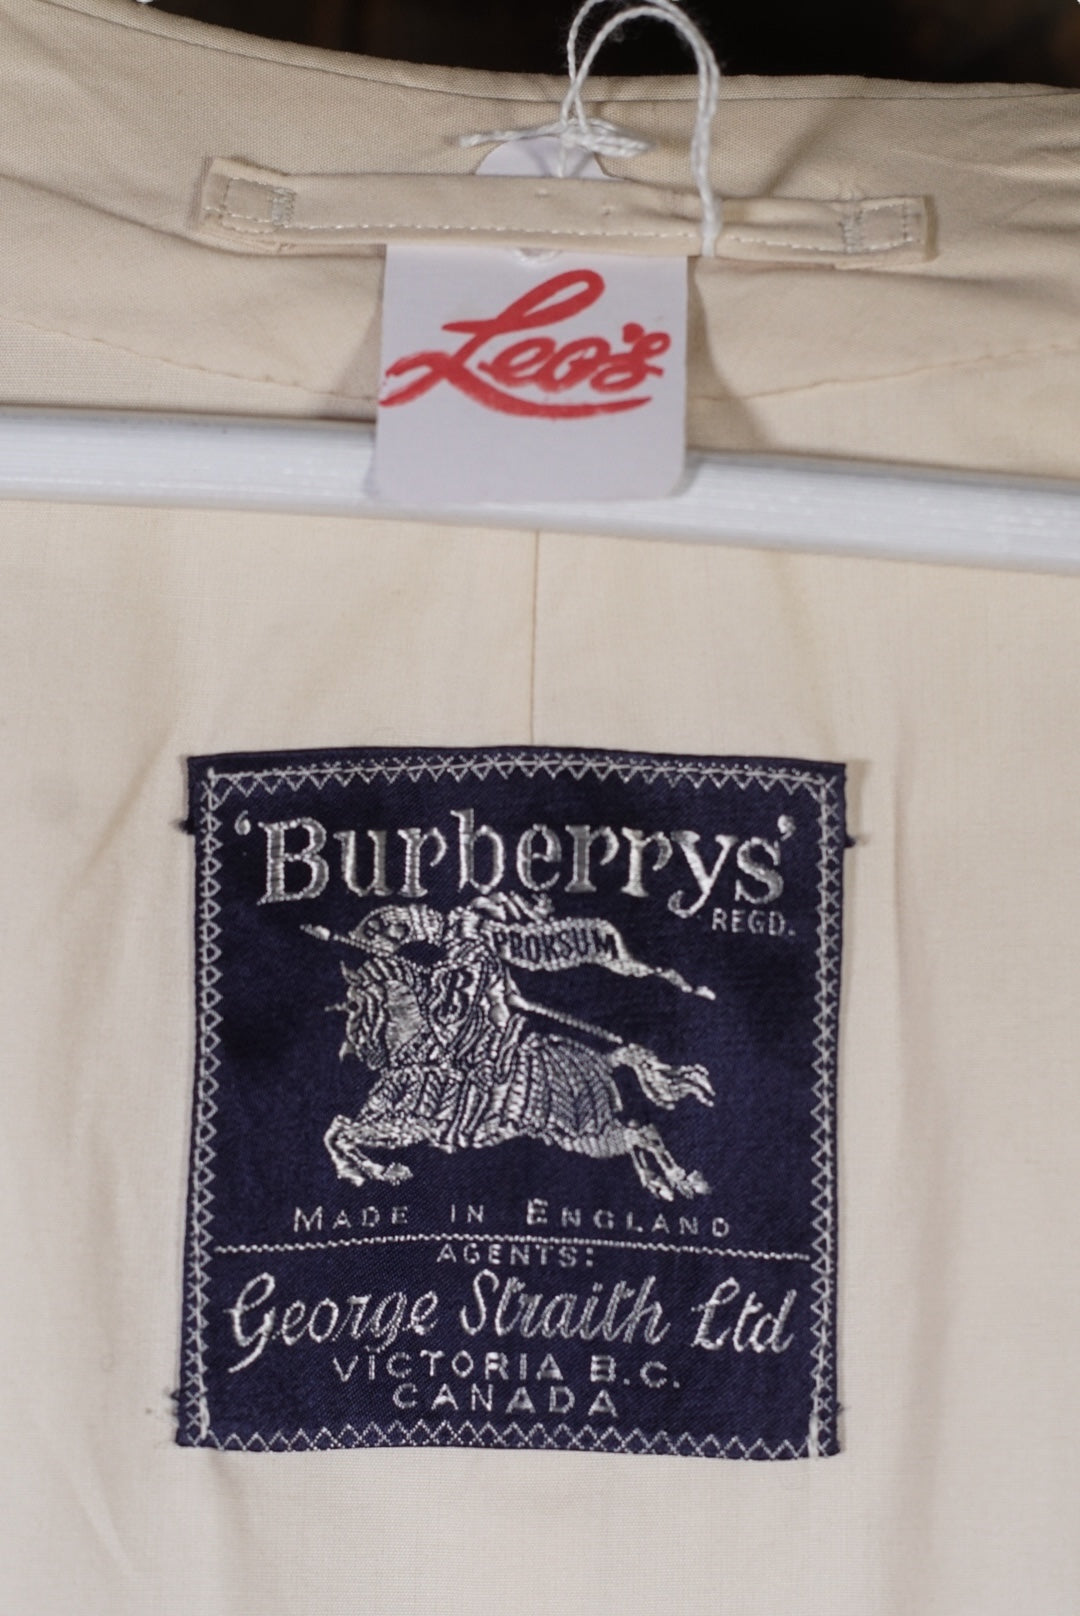 Leo's
'Burberrys'
REGD.
PRORSUM
B
MADE IN ENGLAND
AGENTS:
George Straith Ltd
VICTORIA B.C.
CANADA